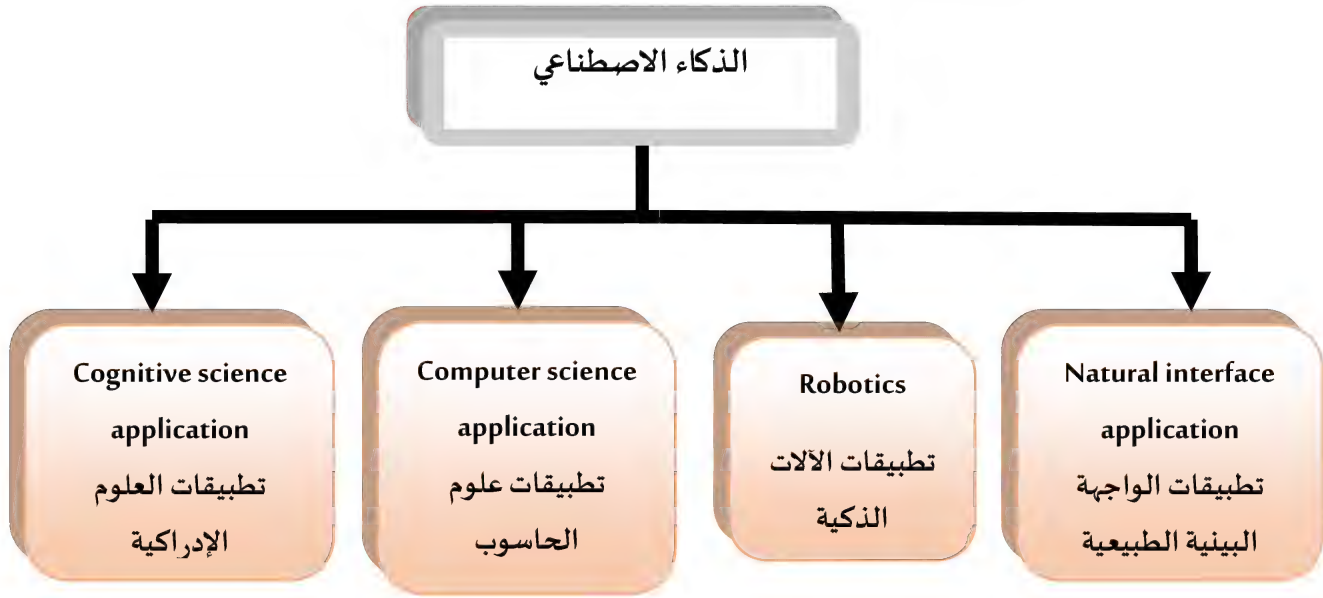 الذكاء الاصطناعي
Cognitive science
application
تطبيقات العلوم
الإدراكية
Computer science
application
تطبيقات علوم
الحاسوب
Robotics
تطبيقات الآلات
الذكية
Natural interface
application
تطبيقات الواجهة
البينية الطبيعية